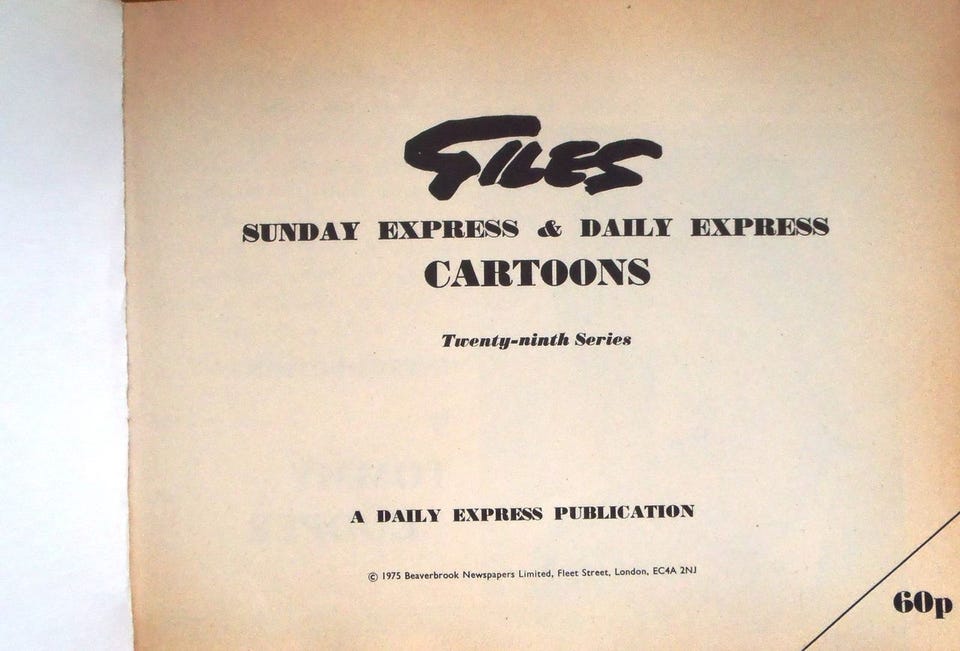 GILES
SUNDAY EXPRESS & DAILY EXPRESS
CARTOONS
Twenty-ninth Series
A DAILY EXPRESS PUBLICATION
© 1975 Beaverbrook Newspapers Limited, Fleet Street, London, EC4A 2NJ
60p